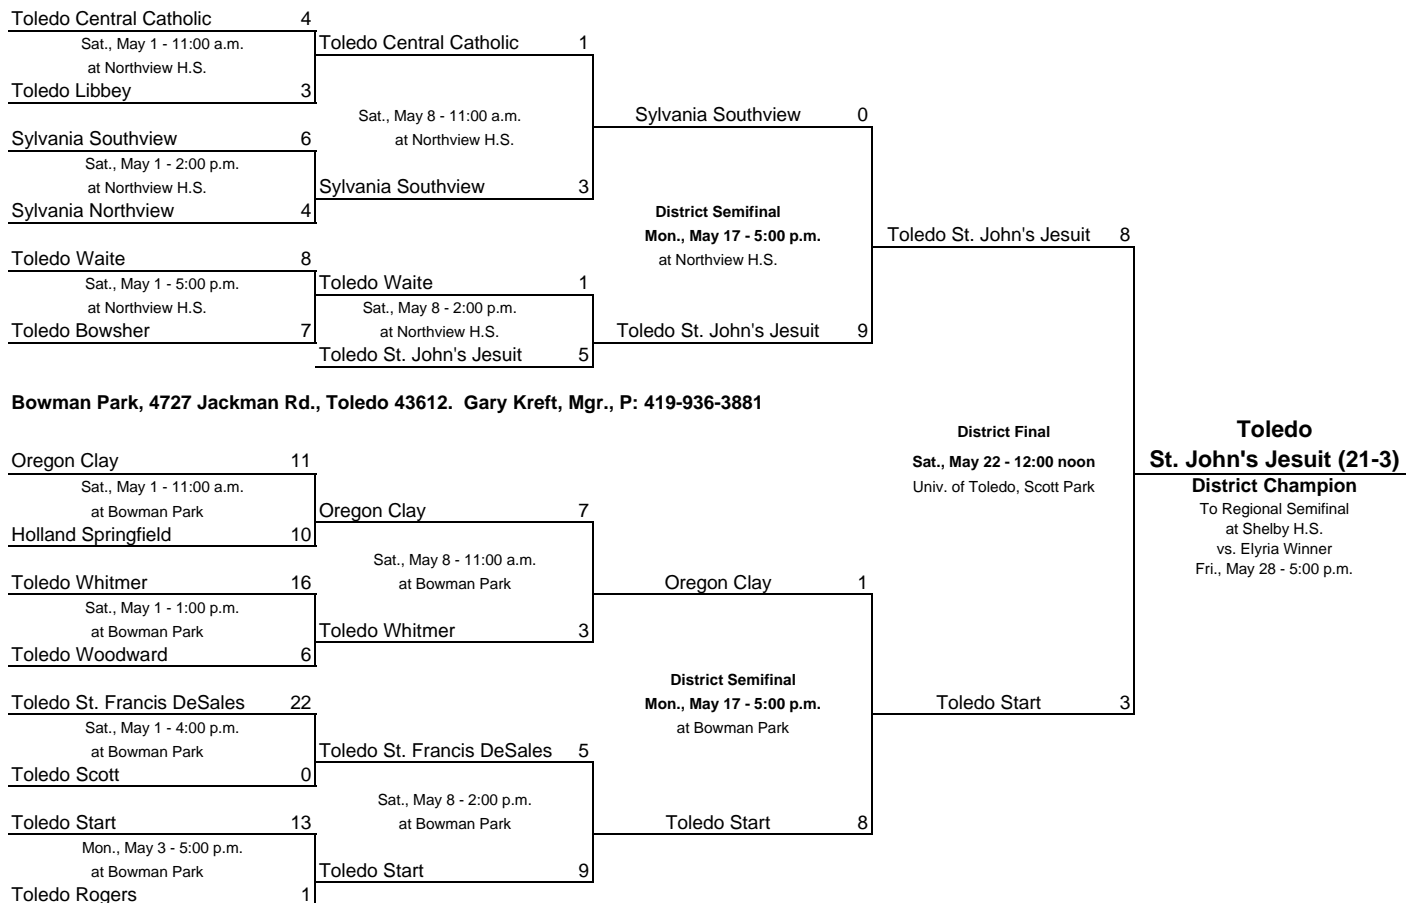 Toledo Central Catholic 4
Sat., May 1 - 11:00 a.m.
at Northview H.S.
Toledo Libbey 3
Sylvania Southview 6
Sat., May 1 - 2:00 p.m.
at Northview H.S.
Sylvania Northview 4
Toledo Waite 8
Sat., May 1 - 5:00 p.m.
at Northview H.S.
Toledo Bowsher 7
Toledo Central Catholic 1
Sat., May 8 - 11:00 a.m.
at Northview H.S.
Sylvania Southview 3
Toledo Waite 1
Sat., May 8 - 2:00 p.m.
at Northview H.S.
Toledo St. John's Jesuit 5
Sylvania Southview 0
District Semifinal
Mon., May 17 - 5:00 p.m.
at Northview H.S.
Toledo St. John's Jesuit 9
Toledo St. John's Jesuit 8
Bowman Park, 4727 Jackman Rd., Toledo 43612.  Gary Kreft, Mgr., P: 419-936-3881
Oregon Clay 11
Sat., May 1 - 11:00 a.m.
at Bowman Park
Holland Springfield 10
Toledo Whitmer 16
Sat., May 1 - 1:00 p.m.
at Bowman Park
Toledo Woodward 6
Toledo St. Francis DeSales 22
Sat., May 1 - 4:00 p.m.
at Bowman Park
Toledo Scott 0
Toledo Start 13
Mon., May 3 - 5:00 p.m.
at Bowman Park
Toledo Rogers 1
Oregon Clay 7
Sat., May 8 - 11:00 a.m.
at Bowman Park
Toledo Whitmer 3
Toledo St. Francis DeSales 5
Sat., May 8 - 2:00 p.m.
at Bowman Park
Toledo Start 9
Oregon Clay 1
District Semifinal
Mon., May 17 - 5:00 p.m.
at Bowman Park
Toledo Start 8
District Final
Sat., May 22 - 12:00 noon
Univ. of Toledo, Scott Park
Toledo Start 3
Toledo
St. John's Jesuit (21-3)
District Champion
To Regional Semifinal
at Shelby H.S.
vs. Elyria Winner
Fri., May 28 - 5:00 p.m.